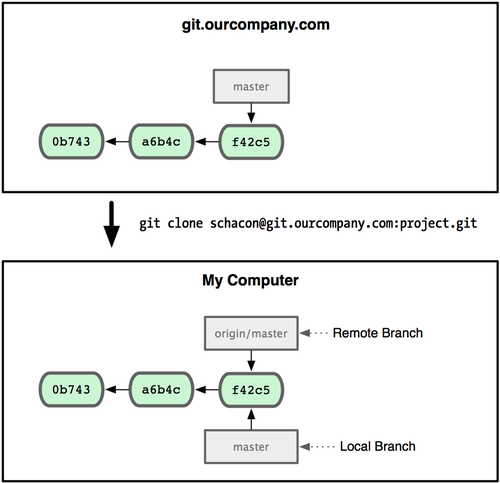 git.ourcompany.com
master
0b743 a6b4c f42c5
git clone schacon@git.ourcompany.com:project.git
My Computer
origin/master Remote Branch
0b743 a6b4c f42c5
master Local Branch